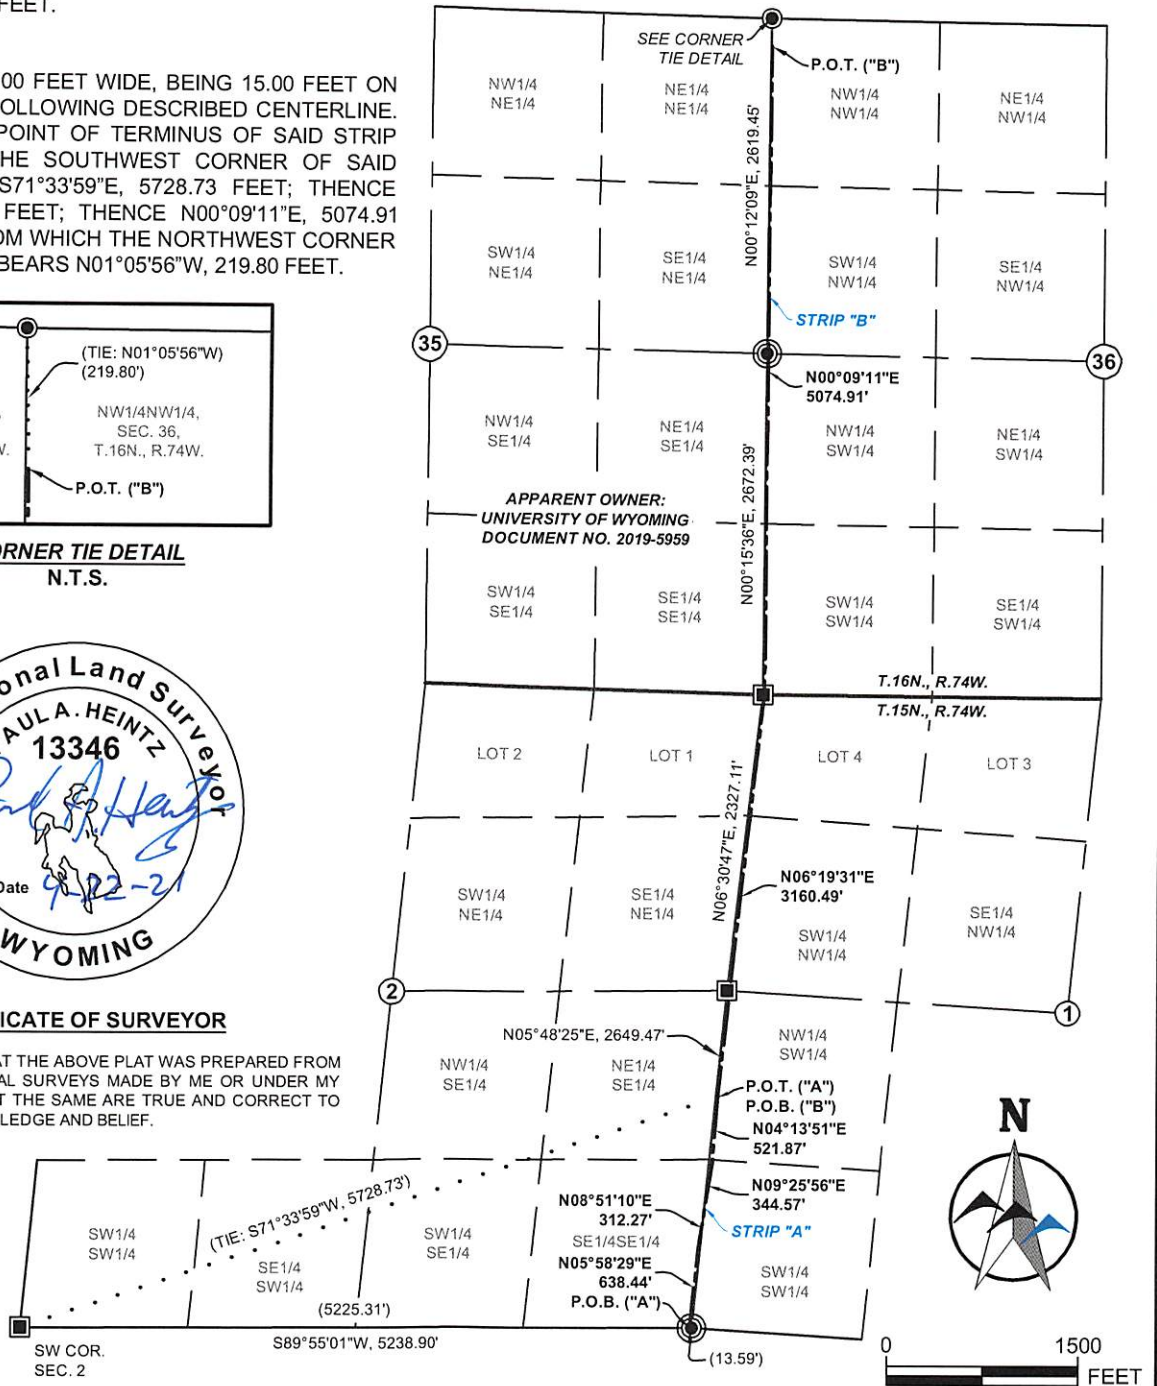 FEET.
00 FEET WIDE, BEING 15.00 FEET ON
OLLOWING DESCRIBED CENTERLINE.
POINT OF TERMINUS OF SAID STRIP
HE SOUTHWEST CORNER OF SAID
S71°33'59"E, 5728.73 FEET; THENCE
FEET; THENCE N00°09'11"E, 5074.91
OM WHICH THE NORTHWEST CORNER
BEARS N01°05'56"W, 219.80 FEET.
(TIE: N01°05'56"W)
(219.80')
NW1/4NW1/4,
SEC. 36,
T.16N., R.74W.
P.O.T. ("B")
ORNER TIE DETAIL
N.T.S.
onal Land Surveyor
AUL A. HEINTZ
13346
Date 4-22-21
WYOMING
ICATE OF SURVEYOR
AT THE ABOVE PLAT WAS PREPARED FROM
AL SURVEYS MADE BY ME OR UNDER MY
T THE SAME ARE TRUE AND CORRECT TO
LEDGE AND BELIEF.
SEE CORNER
TIE DETAIL
P.O.T. ("B")
NW1/4
NE1/4
NE1/4
NE1/4
NW1/4
NW1/4
NE1/4
NW1/4
N00°12'09"E, 2619.45'
SW1/4
NE1/4
SE1/4
NE1/4
SW1/4
NW1/4
SE1/4
NW1/4
STRIP "B"
35
36
N00°09'11"E
5074.91'
NW1/4
SE1/4
NE1/4
SE1/4
NW1/4
SW1/4
NE1/4
SW1/4
N00°15'36"E, 2672.39'
APPARENT OWNER:
UNIVERSITY OF WYOMING
DOCUMENT NO. 2019-5959
SW1/4
SE1/4
SE1/4
SE1/4
SW1/4
SW1/4
SE1/4
SW1/4
T.16N., R.74W.
T.15N., R.74W.
LOT 2
LOT 1
LOT 4
LOT 3
N06°30'47"E, 2327.11'
N06°19'31"E
3160.49'
SW1/4
NE1/4
SE1/4
NE1/4
SW1/4
NW1/4
SE1/4
NW1/4
2
1
N05°48'25"E, 2649.47'
NW1/4
SE1/4
NE1/4
SE1/4
NW1/4
SW1/4
P.O.T. ("A")
P.O.B. ("B")
N04°13'51"E
521.87'
N09°25'56"E
344.57'
N08°51'10"E
312.27'
STRIP "A"
(TIE: S71°33'59"W, 5728.73')
SW1/4
SW1/4
SE1/4
SW1/4
SW1/4
SE1/4
SE1/4SE1/4
N05°58'29"E
638.44'
P.O.B. ("A")
SW1/4
SW1/4
(5225.31')
S89°55'01"W, 5238.90'
(13.59')
SW COR.
SEC. 2
N
0 1500
FEET